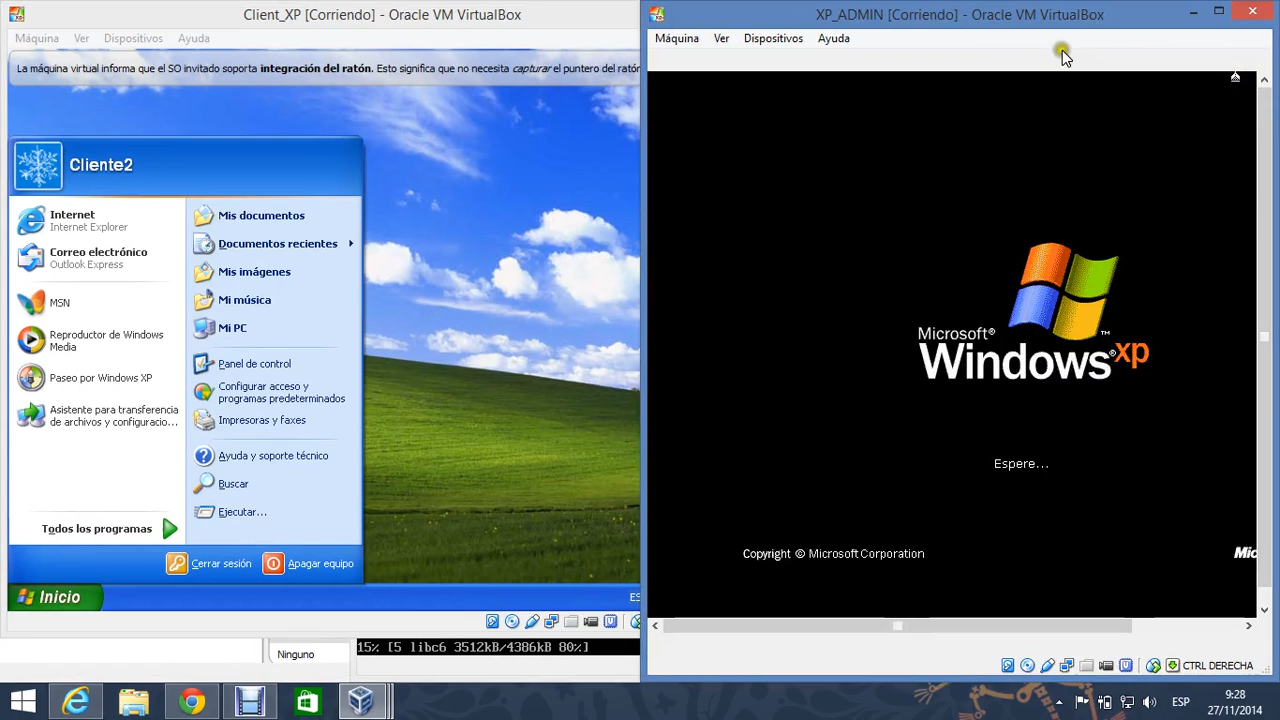 Client_XP [Corriendo] - Oracle VM VirtualBox
Máquina Ver Dispositivos Ayuda
La máquina virtual informa que el SO invitado soporta integración del ratón. Esto significa que no necesita capturar el puntero del ratón
Cliente2
Internet
Internet Explorer
Correo electrónico
Outlook Express
MSN
Reproductor de Windows
Media
Paseo por Windows XP
Asistente para transferencia
de archivos y configuracio...
Todos los programas
Mis documentos
Documentos recientes
Mis imágenes
Mi música
Mi PC
Panel de control
Configurar acceso y
programas predeterminados
Impresoras y faxes
Ayuda y soporte técnico
Buscar
Ejecutar...
Cerrar sesión Apagar equipo
Inicio
ES
Ninguno
15% [5 libc6 3512kB/4386kB 80%]
XP_ADMIN [Corriendo] - Oracle VM VirtualBox
Máquina Ver Dispositivos Ayuda
Microsoft®
Windows® xp
™
Espere...
Copyright © Microsoft Corporation
Mic
CTRL DERECHA
ESP
9:28
27/11/2014